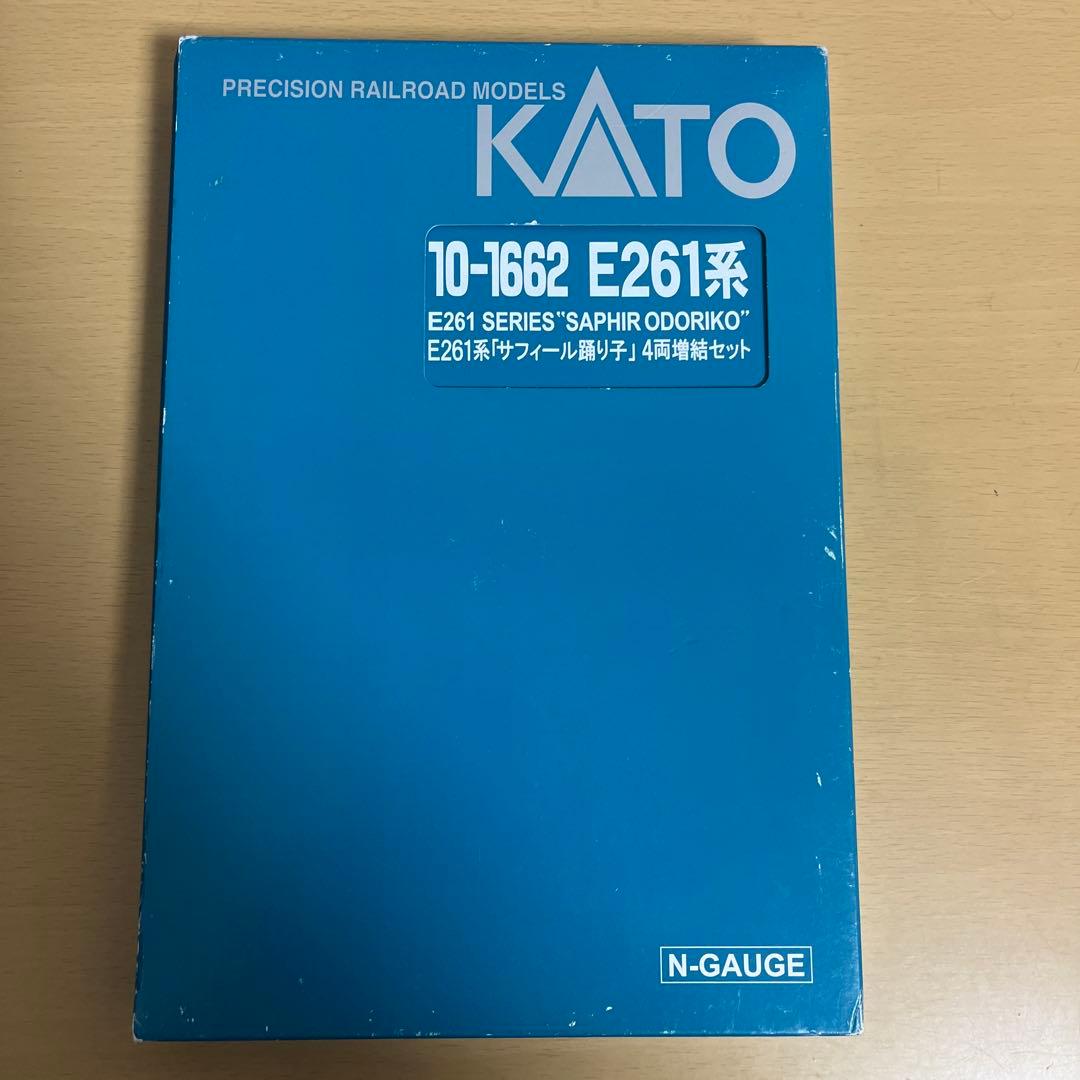 PRECISION RAILROAD MODELS
KATO
10-1662 E261系
E261 SERIES“SAPHIR ODORIKO”
E261系「サフィール踊り子」 4両増結セット
N-GAUGE